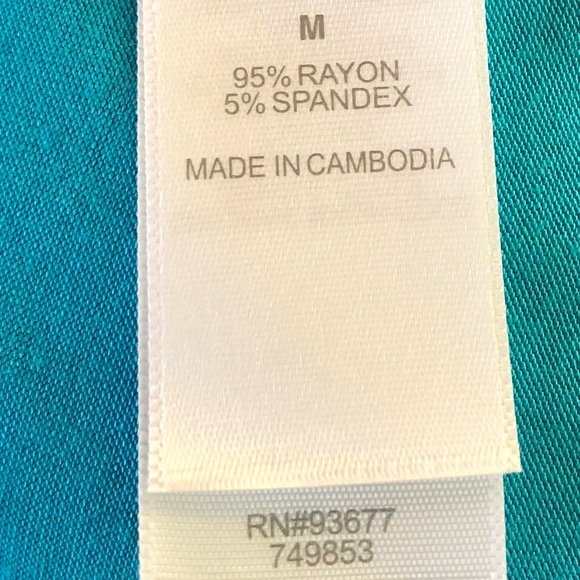 M
95% RAYON
5% SPANDEX
MADE IN CAMBODIA
RN#93677
749853